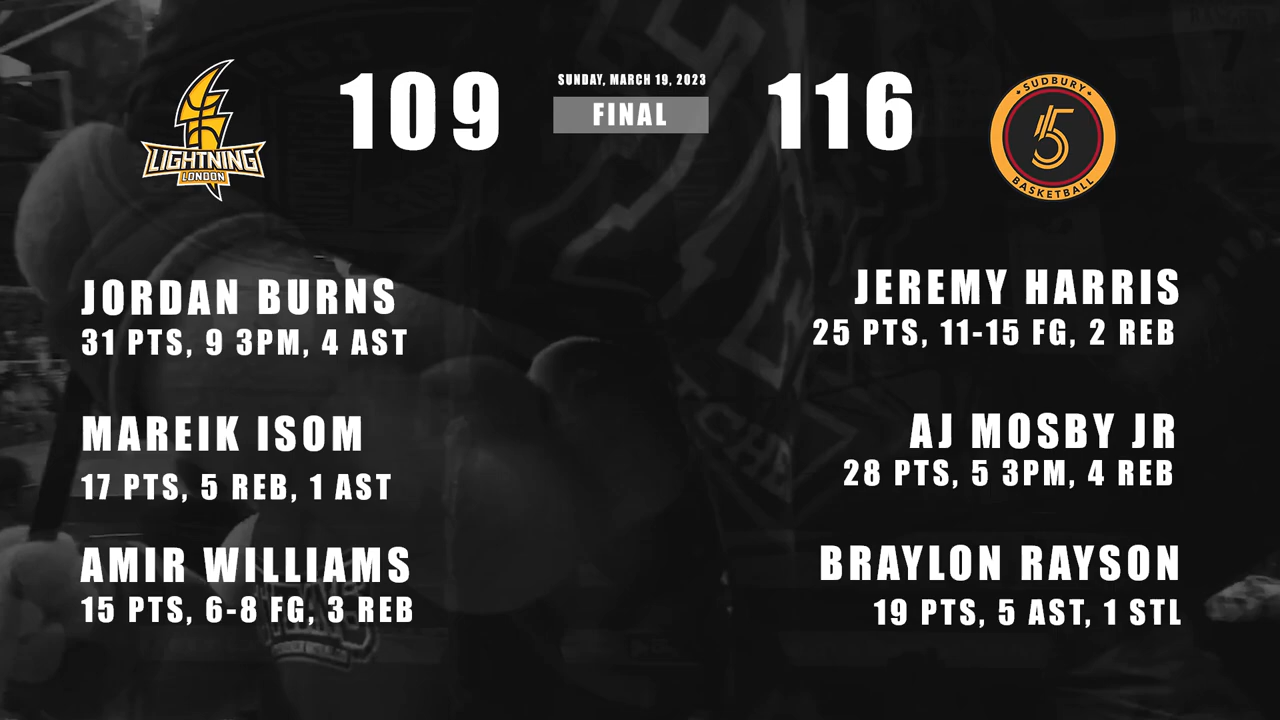 LIGHTNING
LONDON
109
SUNDAY, MARCH 19, 2023
FINAL
116
SUDBURY
5
BASKETBALL
JORDAN BURNS
31 PTS, 9 3PM, 4 AST
MAREIK ISOM
17 PTS, 5 REB, 1 AST
AMIR WILLIAMS
15 PTS, 6-8 FG, 3 REB
JEREMY HARRIS
25 PTS, 11-15 FG, 2 REB
AJ MOSBY JR
28 PTS, 5 3PM, 4 REB
BRAYLON RAYSON
19 PTS, 5 AST, 1 STL